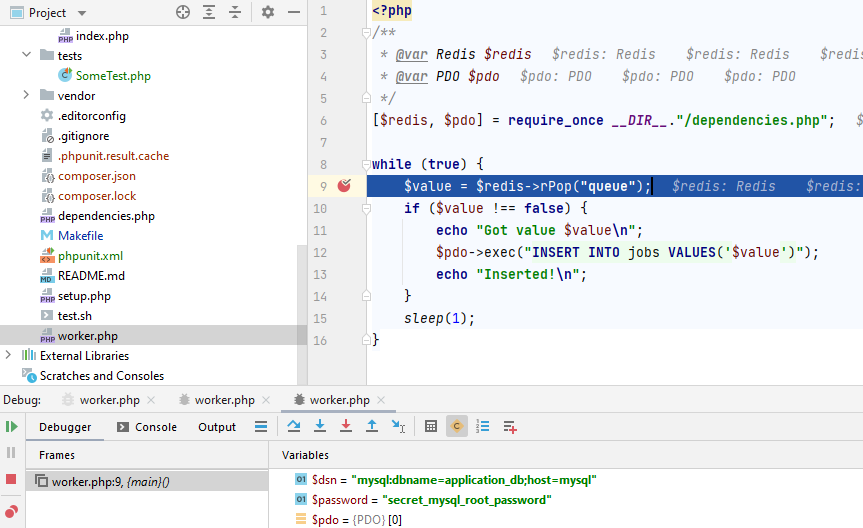 Project
index.php
tests
SomeTest.php
vendor
.editorconfig
.gitignore
.phpunit.result.cache
composer.json
composer.lock
dependencies.php
Makefile
phpunit.xml
README.md
setup.php
test.sh
worker.php
External Libraries
Scratches and Consoles
1 <?php
2 /**
3 * @var Redis $redis $redis: Redis $redis: Redis $redis
4 * @var PDO $pdo $pdo: PDO $pdo: PDO $pdo: PDO
5 */
6 [$redis, $pdo] = require_once __DIR__."/dependencies.php"; $
7
8 while (true) {
9 $value = $redis->rPop("queue"); $redis: Redis $redis:
10 if ($value !== false) {
11 echo "Got value $value\n";
12 $pdo->exec("INSERT INTO jobs VALUES('$value')");
13 echo "Inserted!\n";
14 }
15 sleep(1);
16 }
Debug: worker.php worker.php worker.php
Debugger Console Output
Frames
worker.php:9, {main}()
Variables
$dsn = "mysql:dbname=application_db;host=mysql"
$password = "secret_mysql_root_password"
$pdo = {PDO} [0]